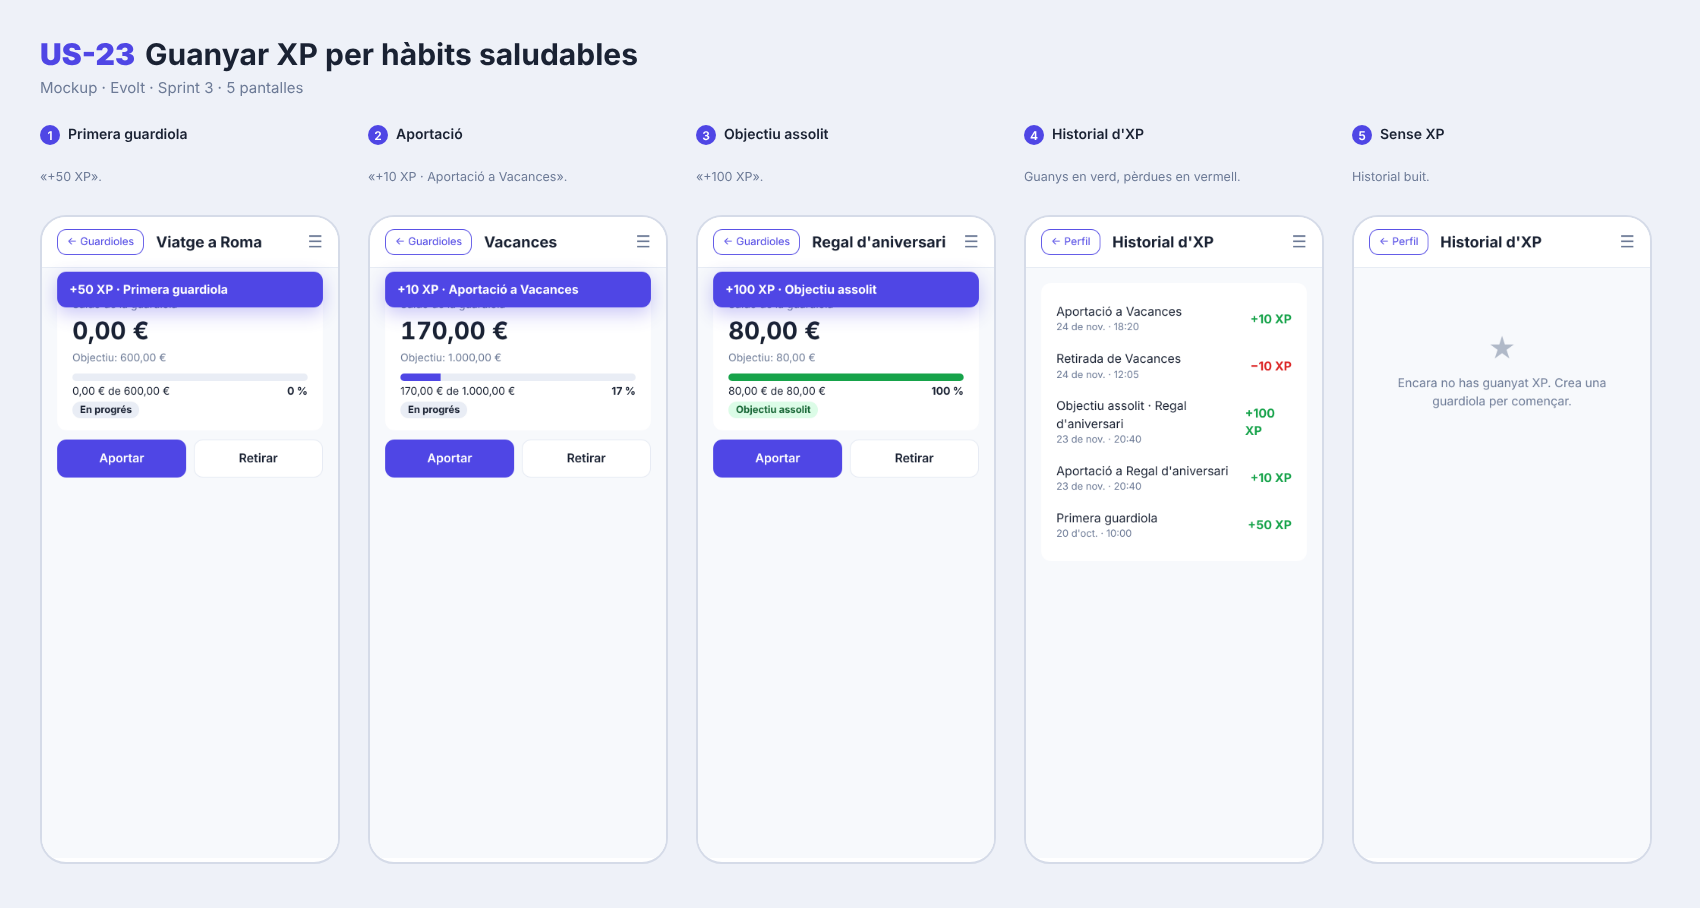 US-23 Guanyar XP per hàbits saludables
Mockup · Evolt · Sprint 3 · 5 pantalles
1 Primera guardiola
«+50 XP».
← Guardioles Viatge a Roma ☰
+50 XP · Primera guardiola
0,00 €
Objectiu: 600,00 €
0,00 € de 600,00 € 0 %
En progrés
Aportar Retirar
2 Aportació
«+10 XP · Aportació a Vacances».
← Guardioles Vacances ☰
+10 XP · Aportació a Vacances
170,00 €
Objectiu: 1.000,00 €
170,00 € de 1.000,00 € 17 %
En progrés
Aportar Retirar
3 Objectiu assolit
«+100 XP».
← Guardioles Regal d'aniversari ☰
+100 XP · Objectiu assolit
80,00 €
Objectiu: 80,00 €
80,00 € de 80,00 € 100 %
Objectiu assolit
Aportar Retirar
4 Historial d'XP
Guanys en verd, pèrdues en vermell.
← Perfil Historial d'XP ☰
Aportació a Vacances
24 de nov. · 18:20
+10 XP
Retirada de Vacances
24 de nov. · 12:05
−10 XP
Objectiu assolit · Regal
d'aniversari
23 de nov. · 20:40
+100
XP
Aportació a Regal d'aniversari
23 de nov. · 20:40
+10 XP
Primera guardiola
20 d'oct. · 10:00
+50 XP
5 Sense XP
Historial buit.
← Perfil Historial d'XP ☰
Encara no has guanyat XP. Crea una
guardiola per començar.